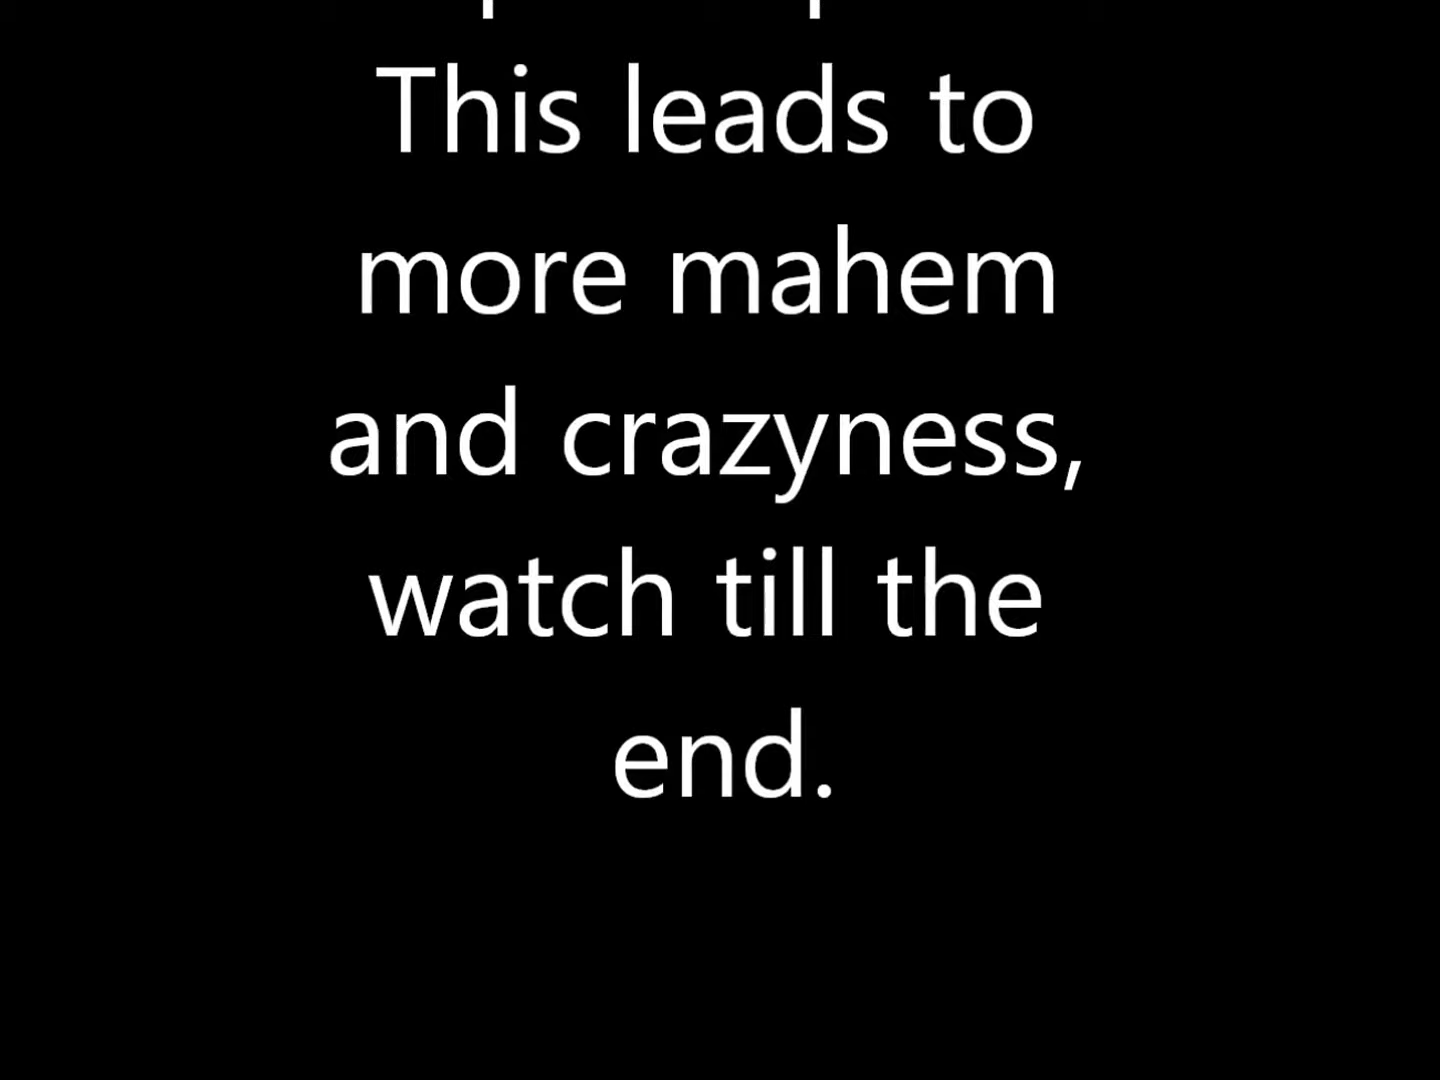 This leads to
more mahem
and crazyness,
watch till the
end.